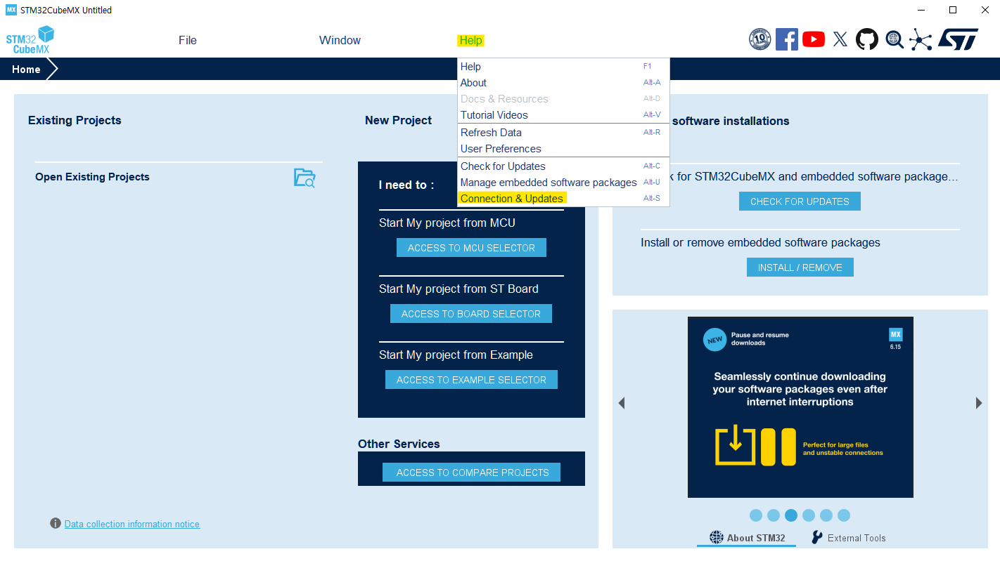 MX STM32CubeMX Untitled
STM32
CubeMX
File
Window
Help
10
Home
Help F1
About Alt-A
Docs & Resources Alt-D
Tutorial Videos Alt-V
Refresh Data Alt-R
User Preferences
Check for Updates Alt-C
Manage embedded software packages Alt-U
Connection & Updates Alt-S
Existing Projects
Open Existing Projects
New Project
I need to :
Start My project from MCU
ACCESS TO MCU SELECTOR
Start My project from ST Board
ACCESS TO BOARD SELECTOR
Start My project from Example
ACCESS TO EXAMPLE SELECTOR
Other Services
ACCESS TO COMPARE PROJECTS
software installations
k for STM32CubeMX and embedded software package...
CHECK FOR UPDATES
Install or remove embedded software packages
INSTALL / REMOVE
NEW
Pause and resume
downloads
MX
6.15
Seamlessly continue downloading
your software packages even after
internet interruptions
Perfect for large files
and unstable connections
About STM32
External Tools
Data collection information notice